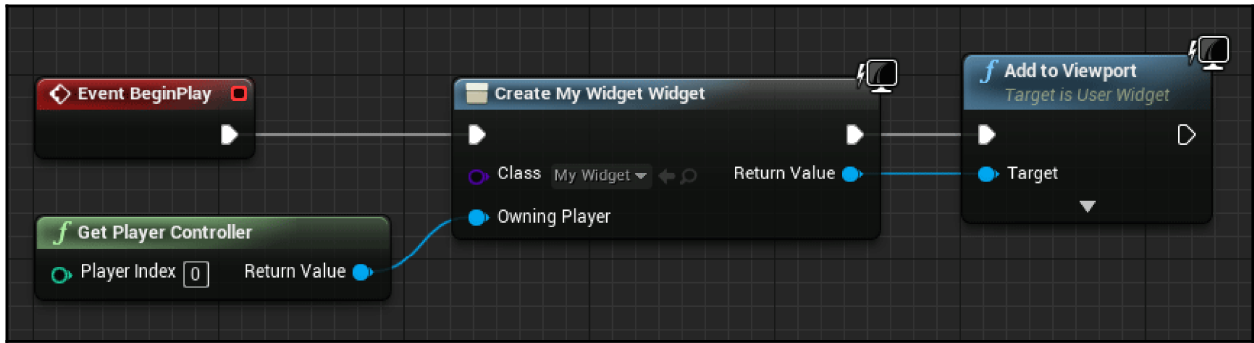 Event BeginPlay
Create My Widget Widget
Class My Widget Return Value
Owning Player
Add to Viewport
Target is User Widget
Target
Get Player Controller
Player Index 0 Return Value